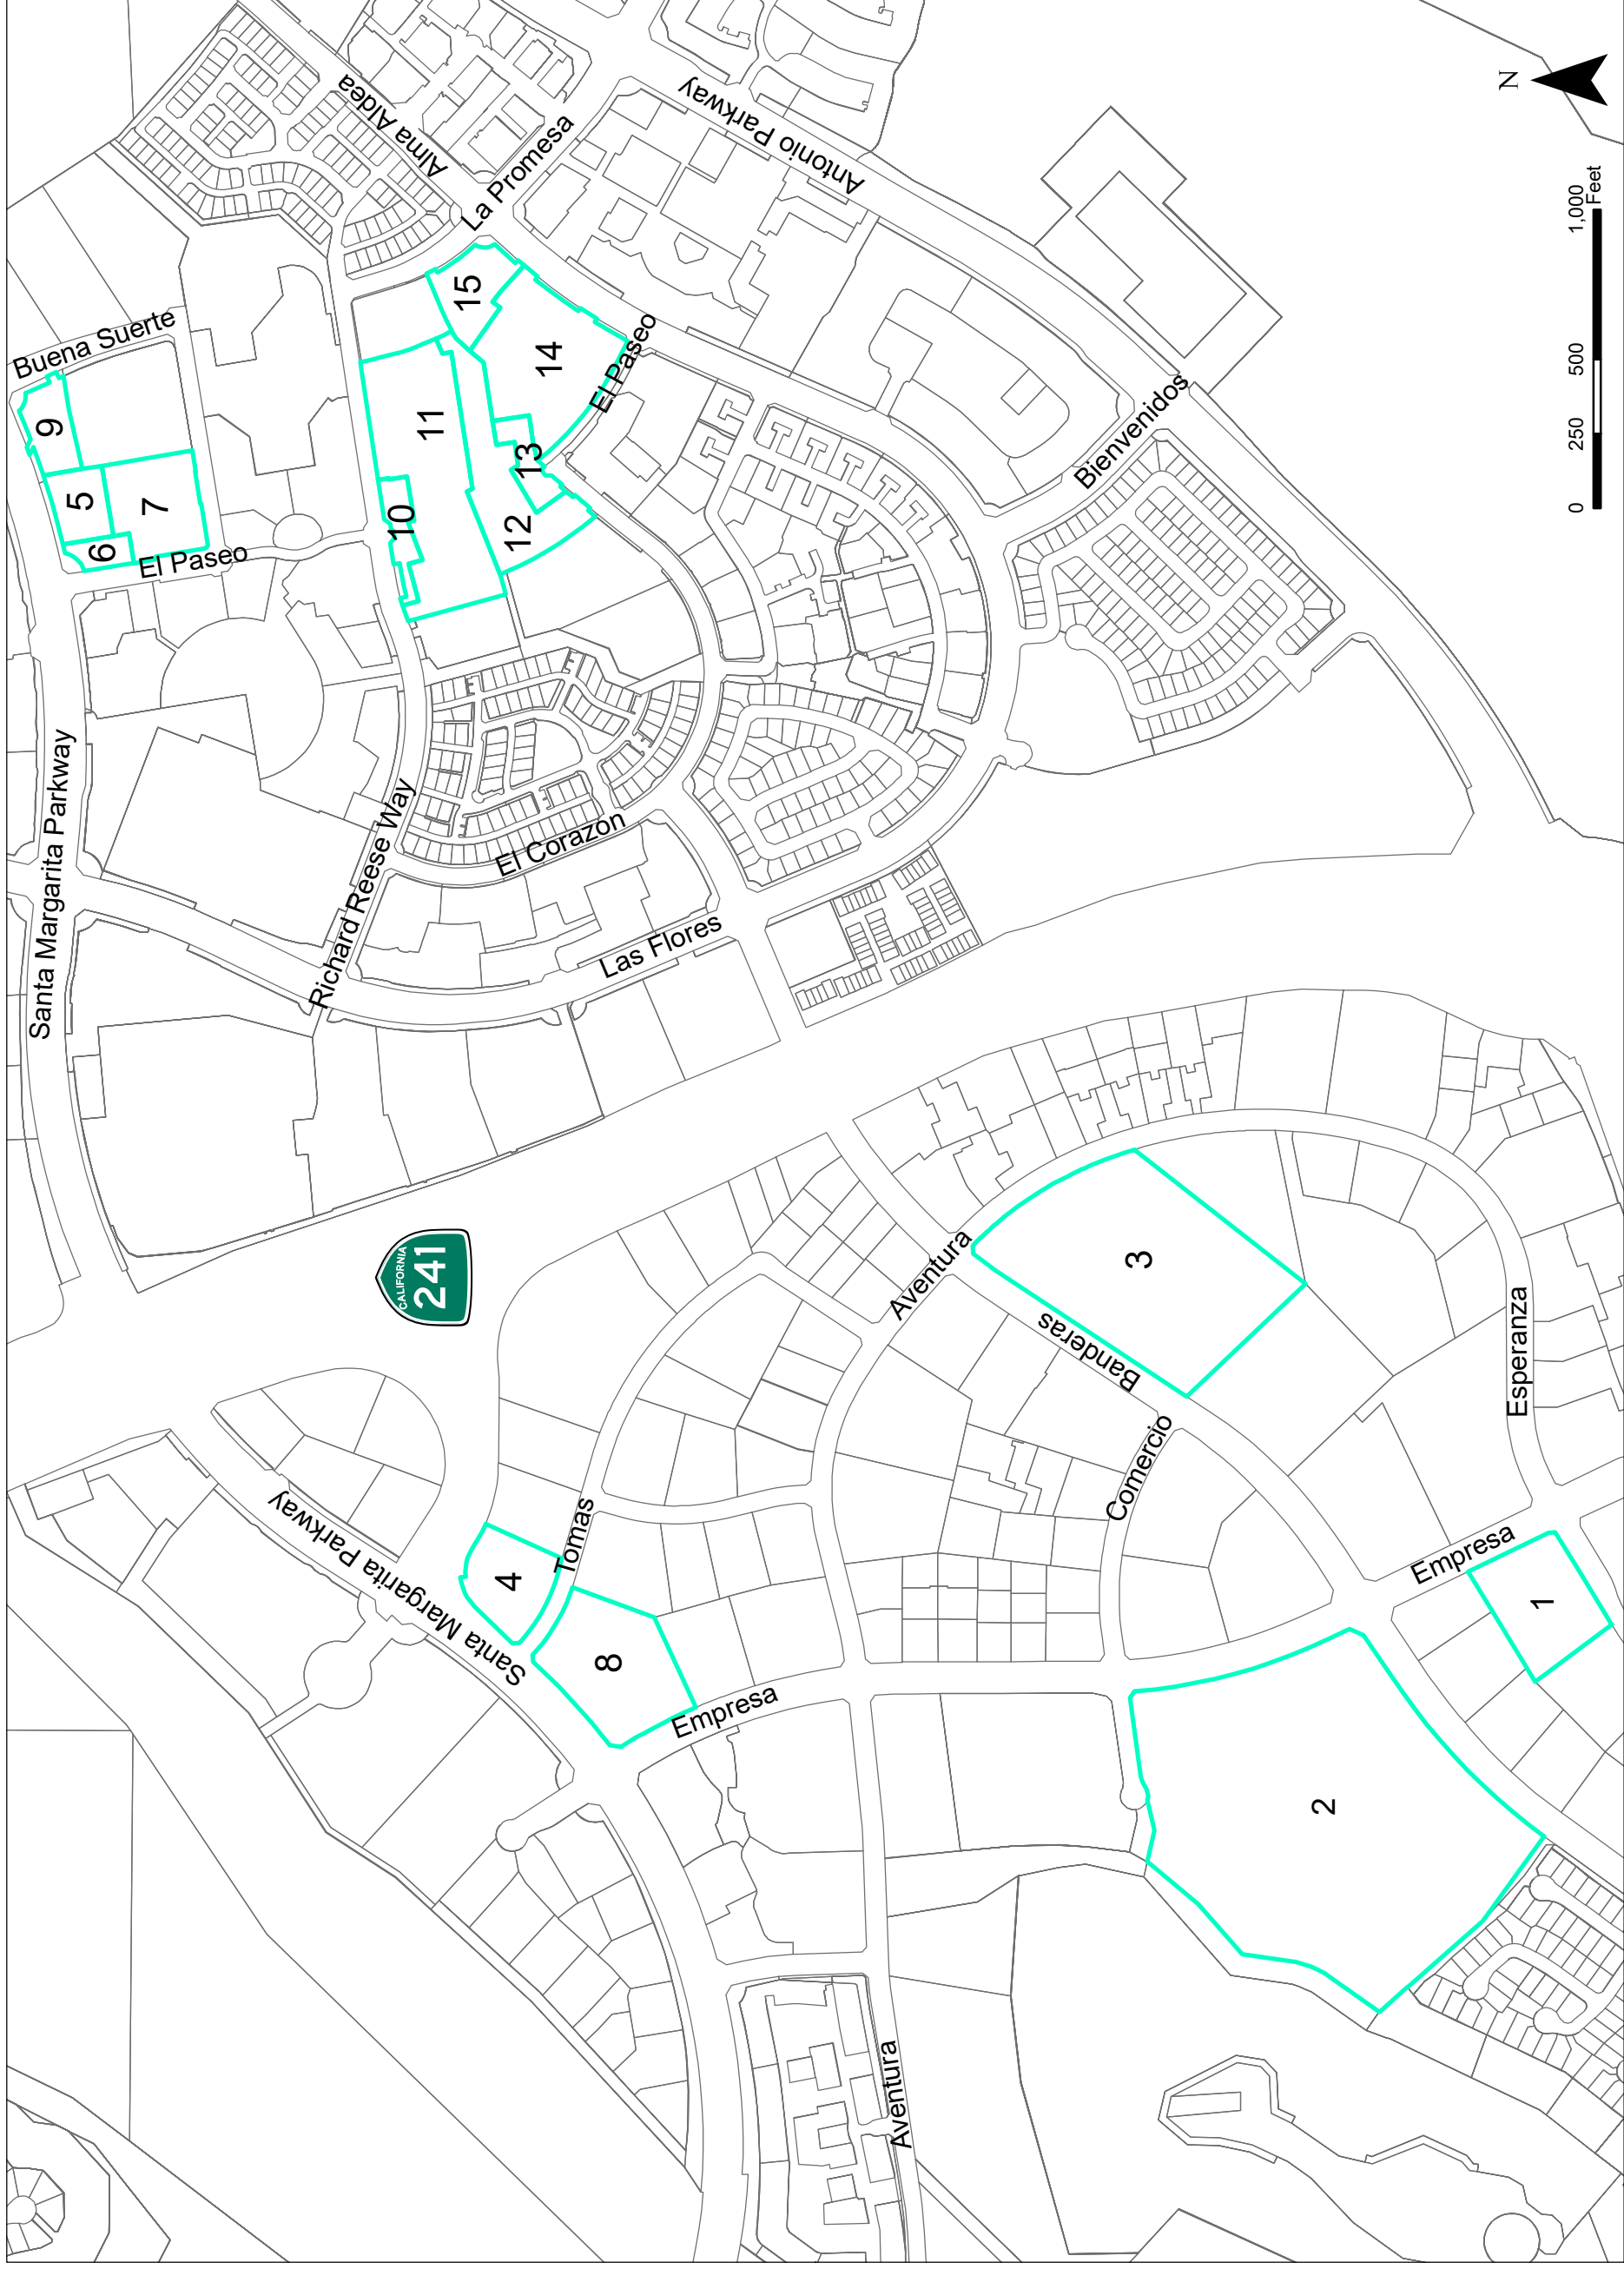 Santa Margarita Parkway
Buena Suerte
Alma Aldea
La Promesa
Antonio Parkway
9
5
6
7
El Paseo
10
11
15
14
13
12
El Paseo
Richard Reese Way
El Corazon
Las Flores
Bienvenidos
N
0 250 500 1,000
Feet
CALIFORNIA
241
Santa Margarita Parkway
4
Tomas
8
Empresa
Aventura
Banderas
3
Comercio
Esperanza
Empresa
1
2
Aventura